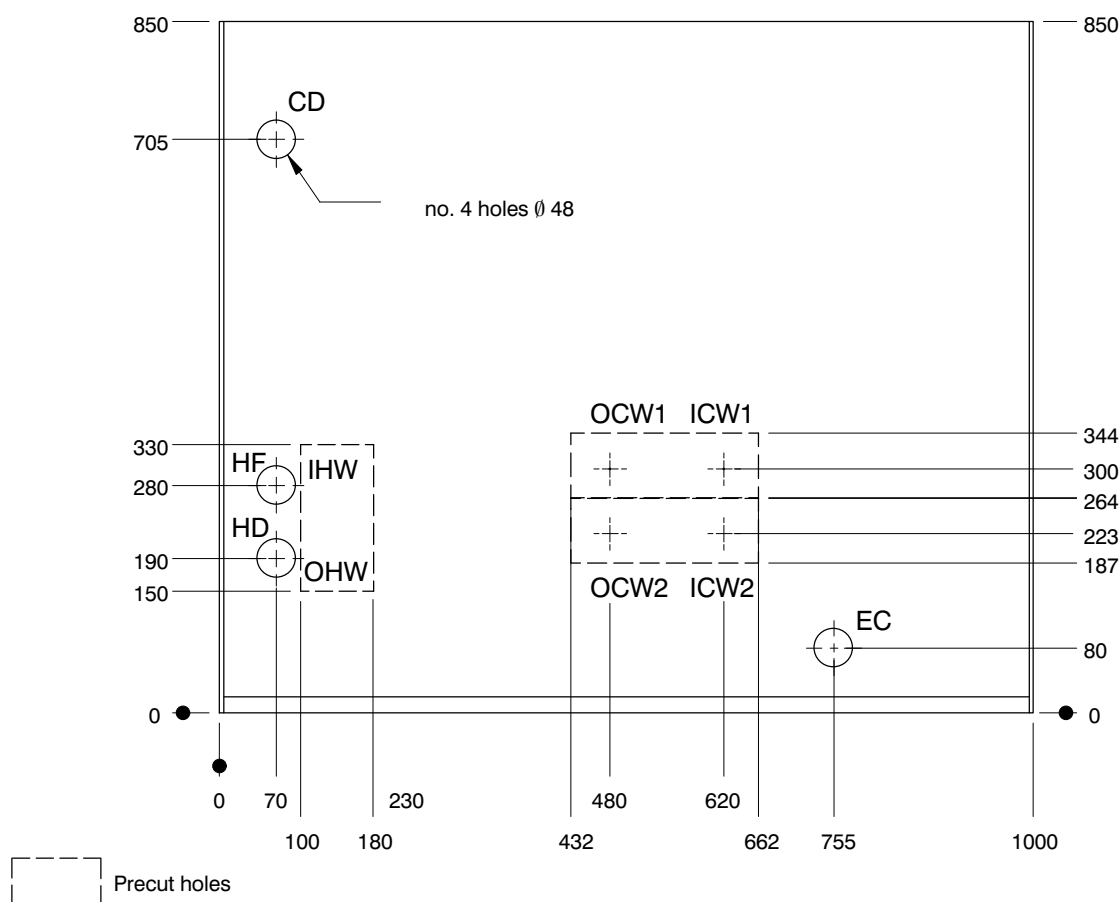 850 850
CD
705
no. 4 holes Ø 48
OCW1 ICW1
330 344
HF IHW 300
280 264
HD 223
190 OHW 187
150 OCW2 ICW2
EC
80
0 0
0 70 230 480 620
100 180 432 662 755 1000
Precut holes